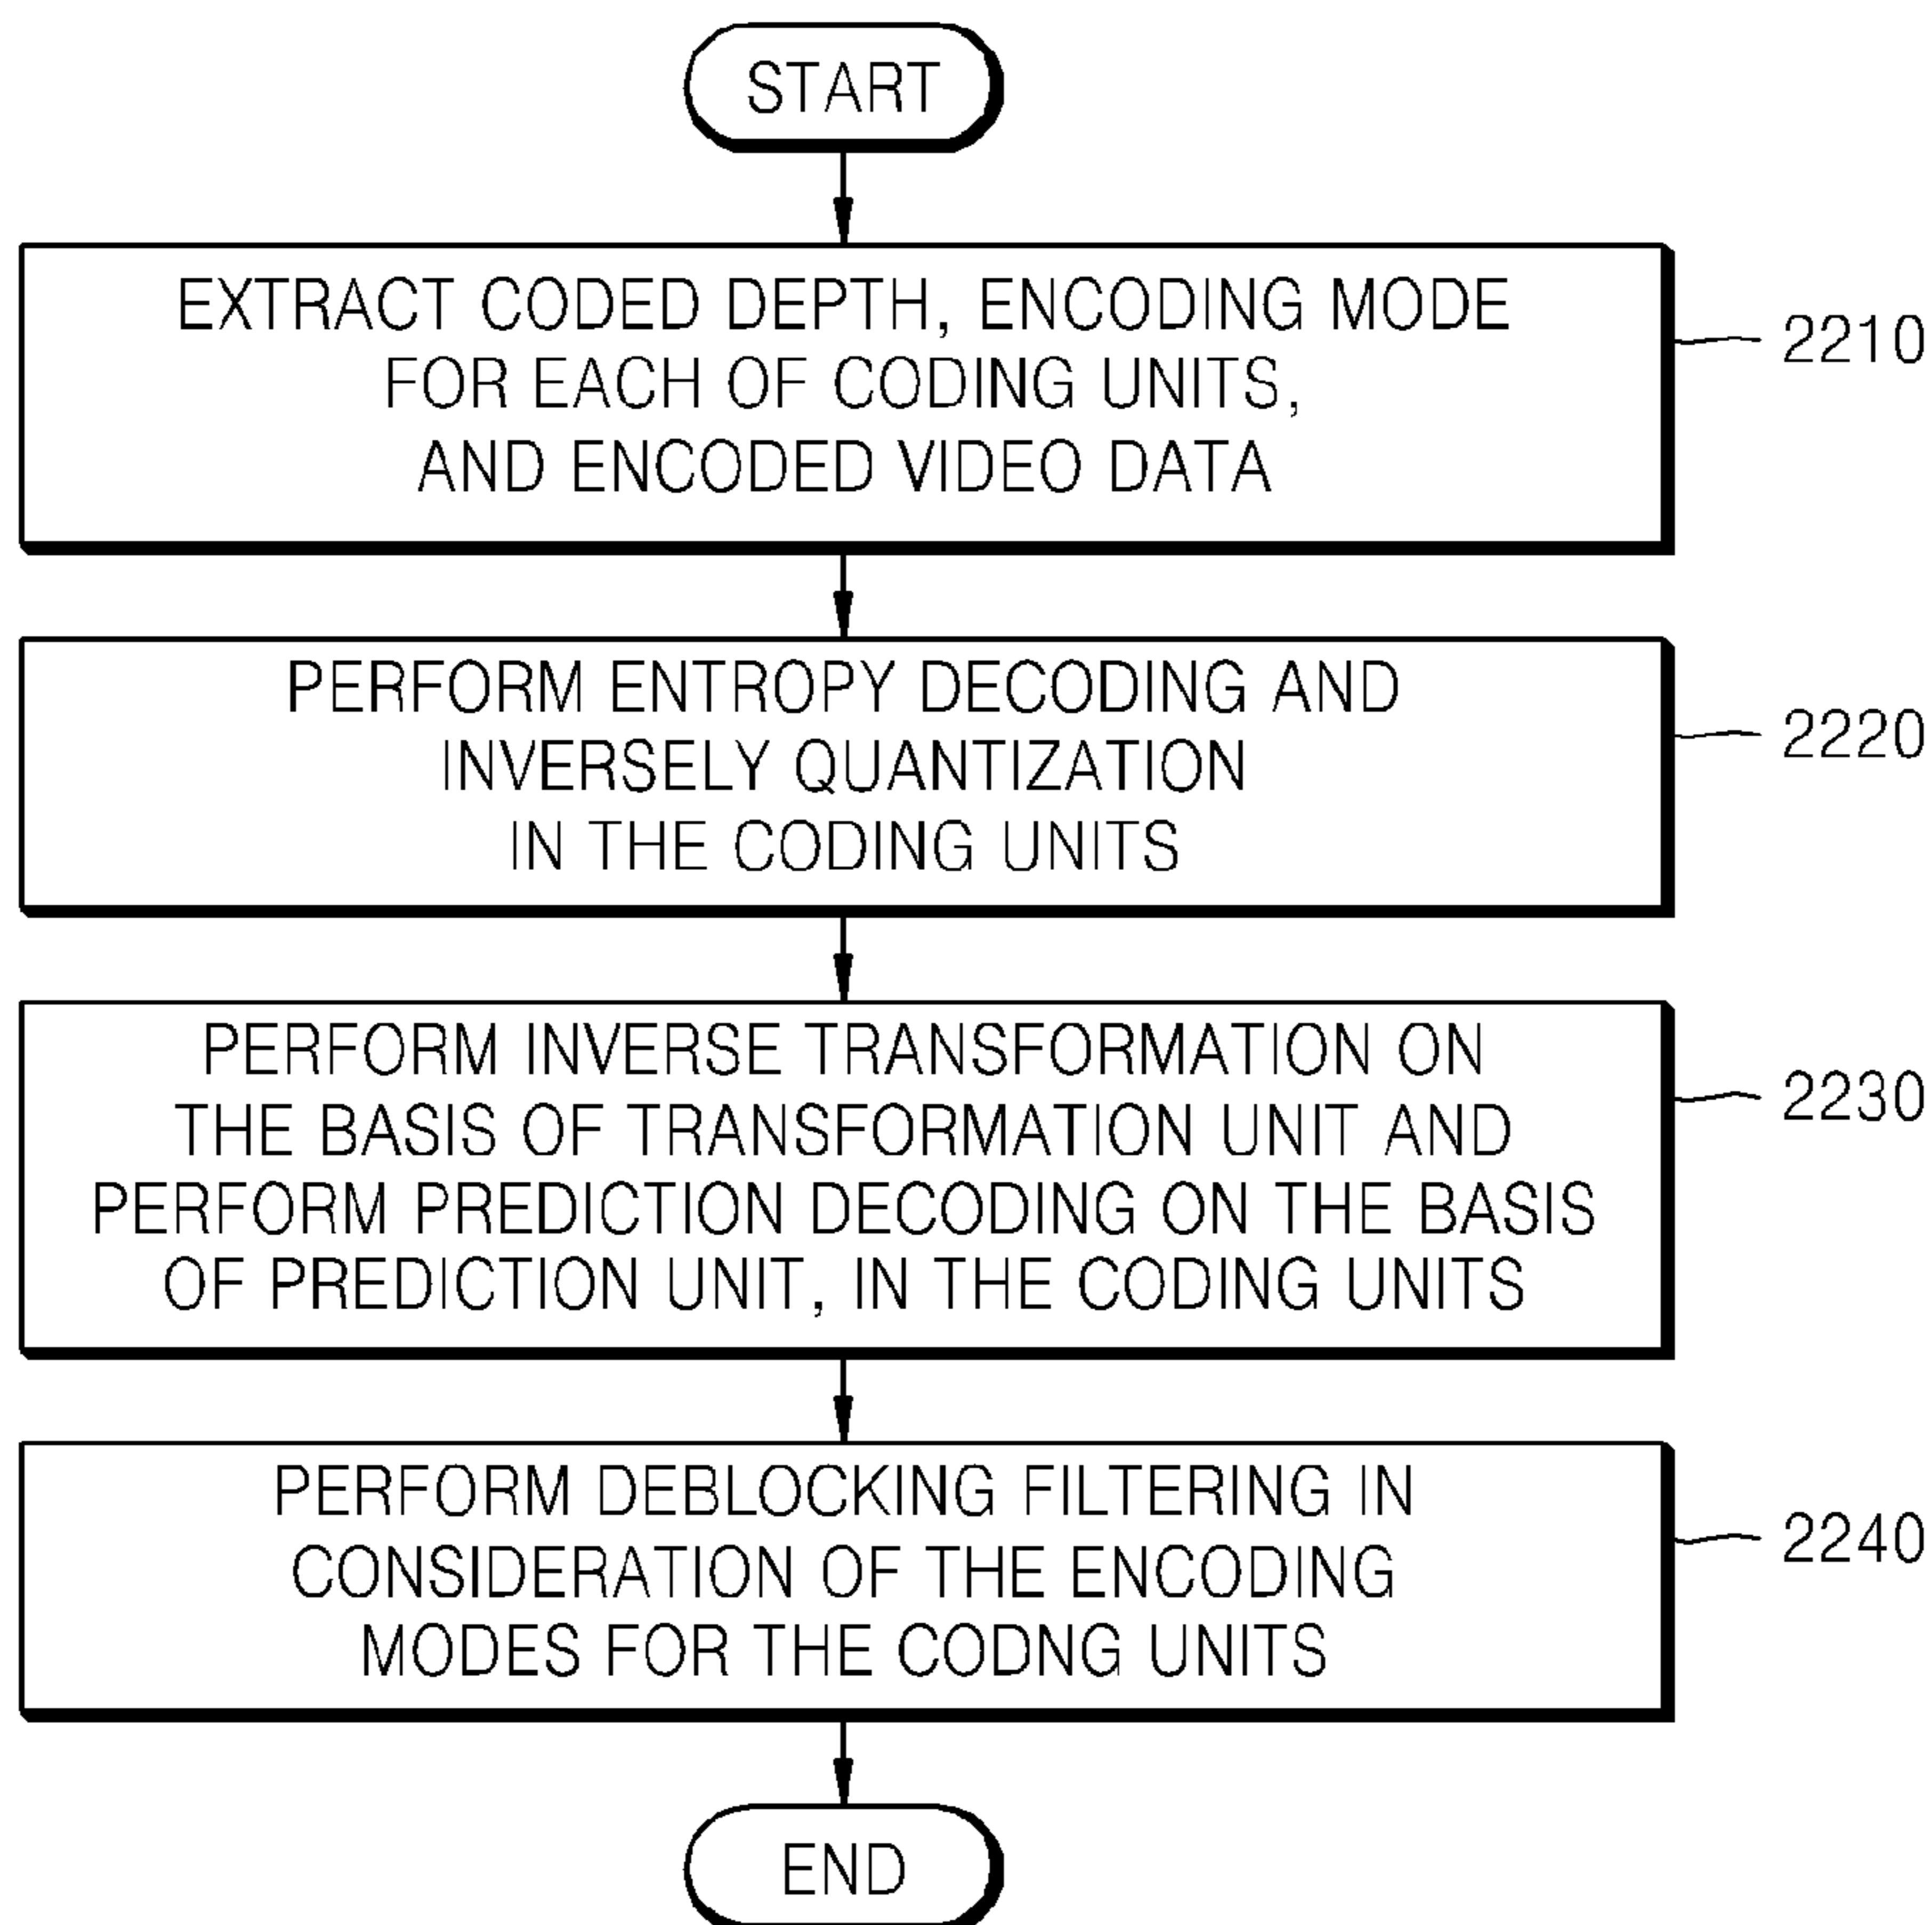 START
EXTRACT CODED DEPTH, ENCODING MODE
FOR EACH OF CODING UNITS,
AND ENCODED VIDEO DATA
2210
PERFORM ENTROPY DECODING AND
INVERSELY QUANTIZATION
IN THE CODING UNITS
2220
PERFORM INVERSE TRANSFORMATION ON
THE BASIS OF TRANSFORMATION UNIT AND
PERFORM PREDICTION DECODING ON THE BASIS
OF PREDICTION UNIT, IN THE CODING UNITS
2230
PERFORM DEBLOCKING FILTERING IN
CONSIDERATION OF THE ENCODING
MODES FOR THE CODNG UNITS
2240
END